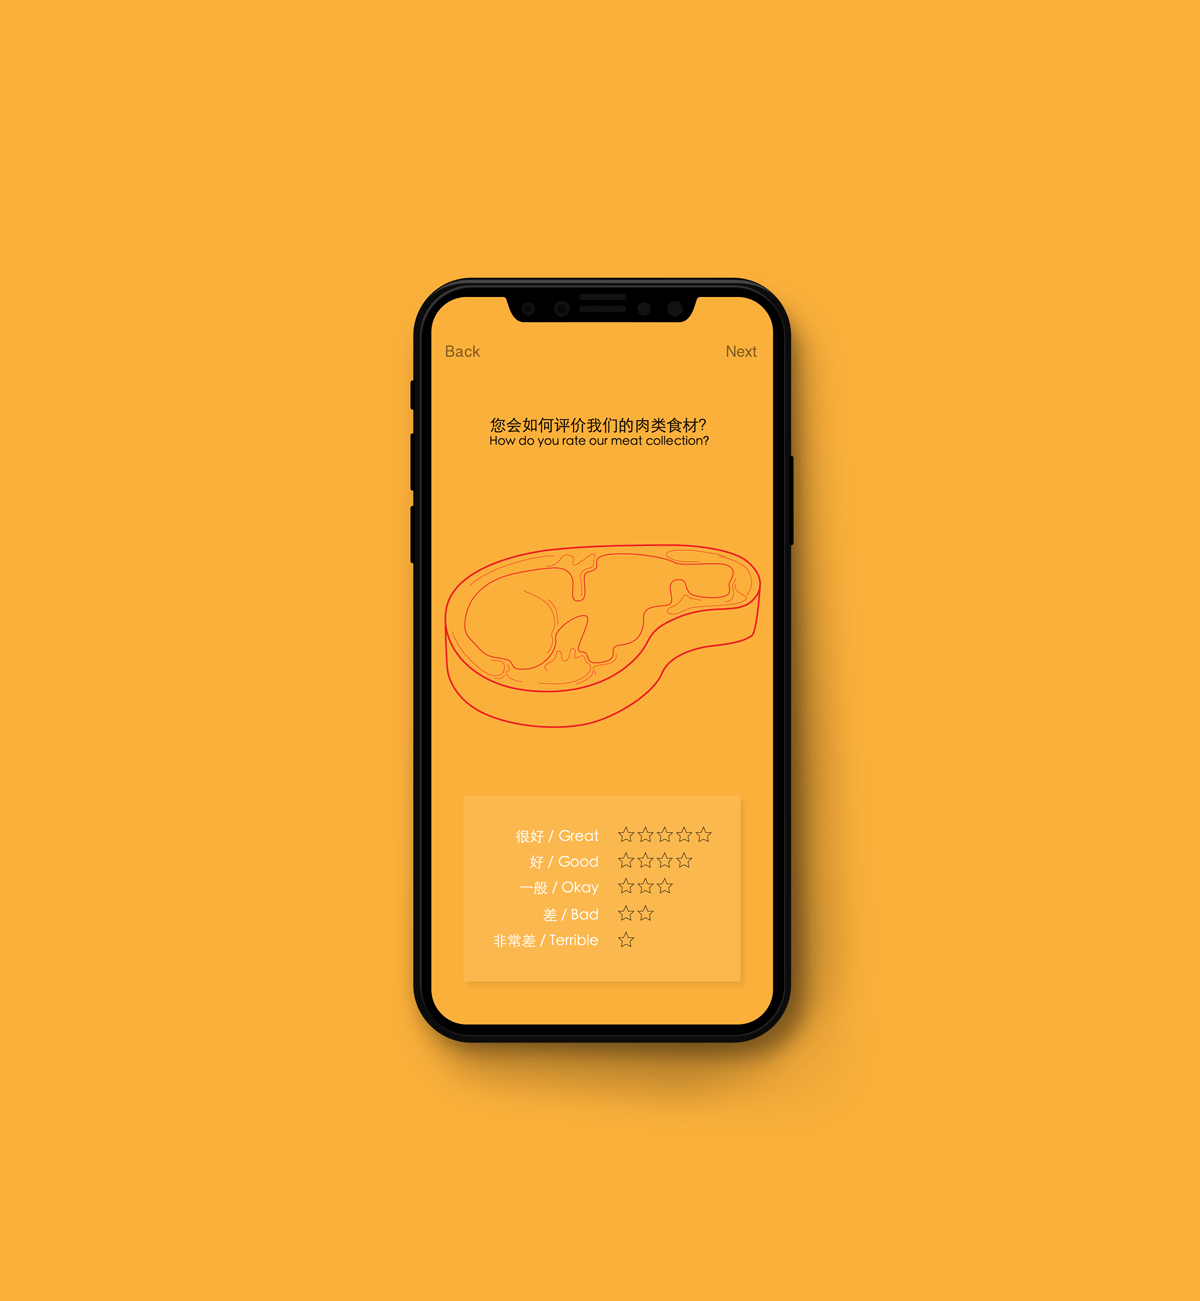 Back
Next
您会如何评价我们的肉类食材?
How do you rate our meat collection?
很好 / Great
好 / Good
一般 / Okay
差 / Bad
非常差 / Terrible